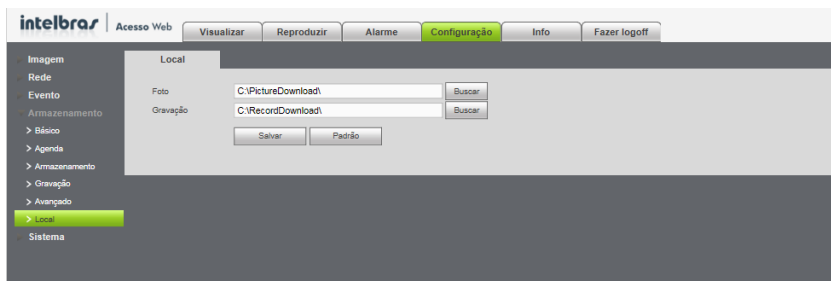 intelbras Acesso Web Visualizar Reproduzir Alarme Configuração Info Fazer logoff
Imagem
Rede
Evento
Armazenamento
> Básico
> Agenda
> Armazenamento
> Gravação
> Avançado
> Local
Sistema
Local
Foto C:\PictureDownload\ Buscar
Gravação C:\RecordDownload\ Buscar
Salvar Padrão